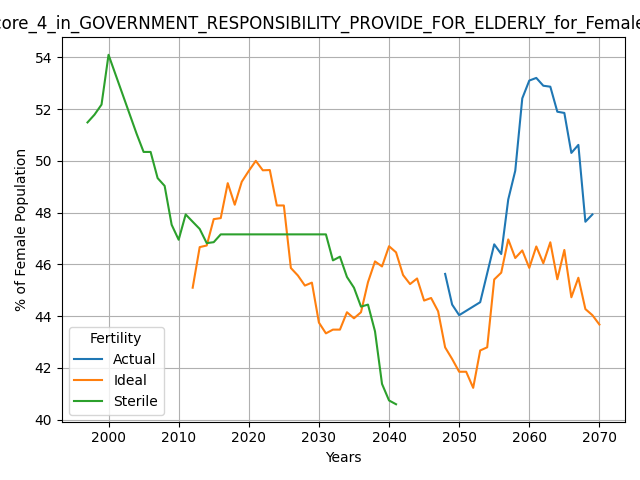 core_4_in_GOVERNMENT_RESPONSIBILITY_PROVIDE_FOR_ELDERLY_for_Female
54
52
50
48
46
44
42
40
% of Female Population
Fertility
Actual
Ideal
Sterile
2000 2010 2020 2030 2040 2050 2060 2070
Years